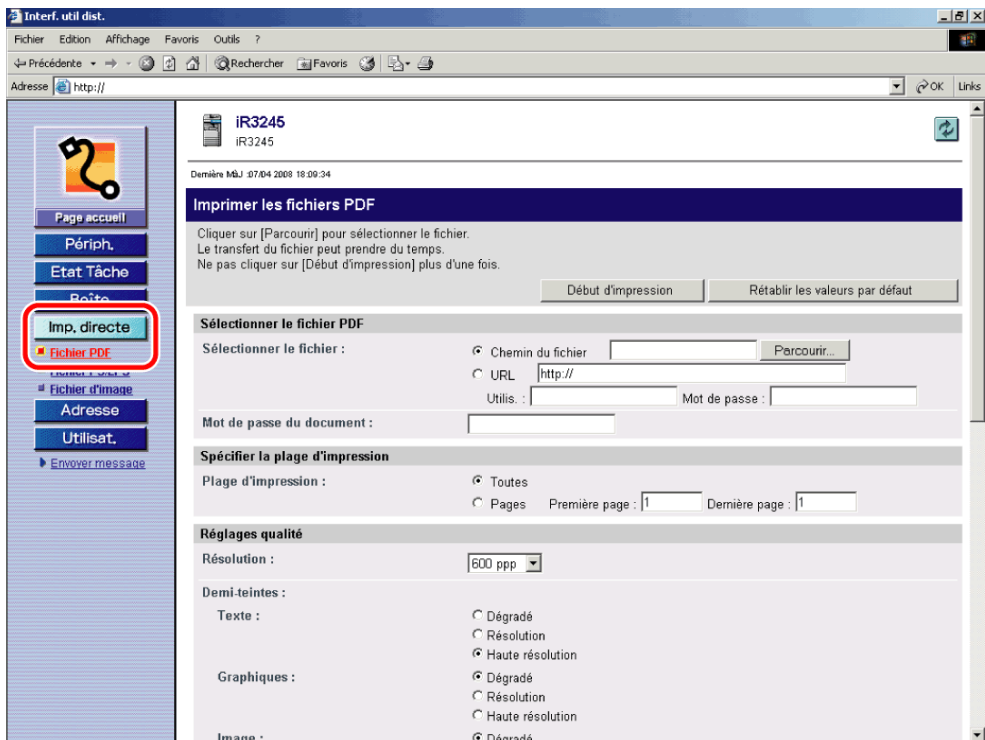 Interf. util dist.
Fichier Edition Affichage Favoris Outils ?
Précédente Rechercher Favoris
Adresse http:// OK Links
iR3245
iR3245
Dernière MàJ :07/04 2008 18:09:34
Page accueil
Périph.
Etat Tâche
Boîte
Imp. directe
Fichier PDF
Fichier d'image
Adresse
Utilisat.
Envoyer message
Imprimer les fichiers PDF
Cliquer sur [Parcourir] pour sélectionner le fichier.
Le transfert du fichier peut prendre du temps.
Ne pas cliquer sur [Début d'impression] plus d'une fois.
Début d'impression Rétablir les valeurs par défaut
Sélectionner le fichier PDF
Sélectionner le fichier : Chemin du fichier Parcourir...
URL http://
Utilis. : Mot de passe :
Mot de passe du document :
Spécifier la plage d'impression
Plage d'impression : Toutes
Pages Première page : 1 Dernière page : 1
Réglages qualité
Résolution : 600 ppp
Demi-teintes :
Texte : Dégradé
Résolution
Haute résolution
Graphiques : Dégradé
Résolution
Haute résolution
Image : Dégradé